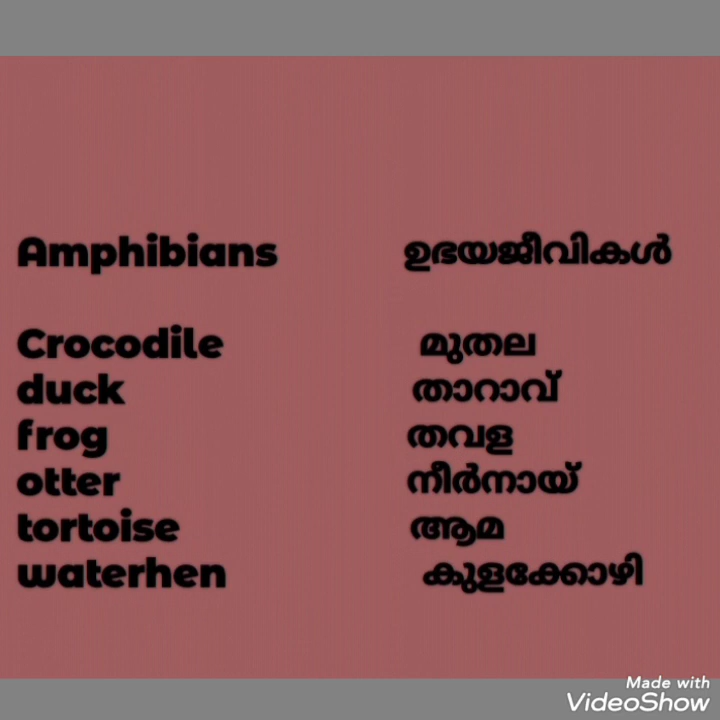 Amphibians ഉഭയജീവികൾ
Crocodile മുതല
duck താറാവ്
frog തവള
otter നീർനായ്
tortoise ആമ
waterhen കുളക്കോഴി
Made with
VideoShow